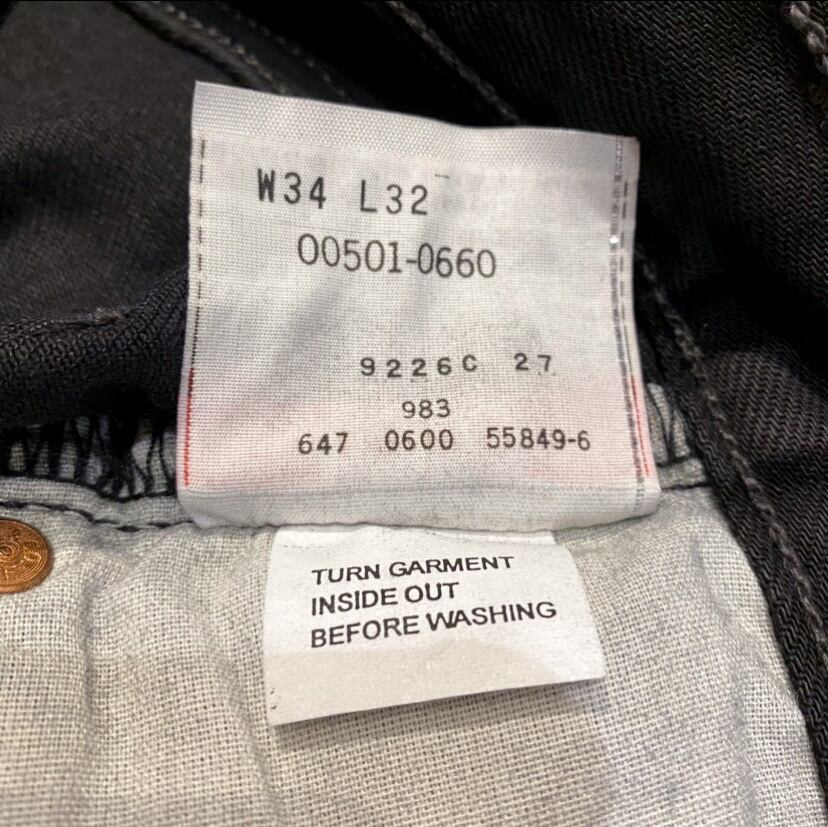 W34 L32
00501-0660
9226C 27
983
647 0600 55849-6
TURN GARMENT
INSIDE OUT
BEFORE WASHING